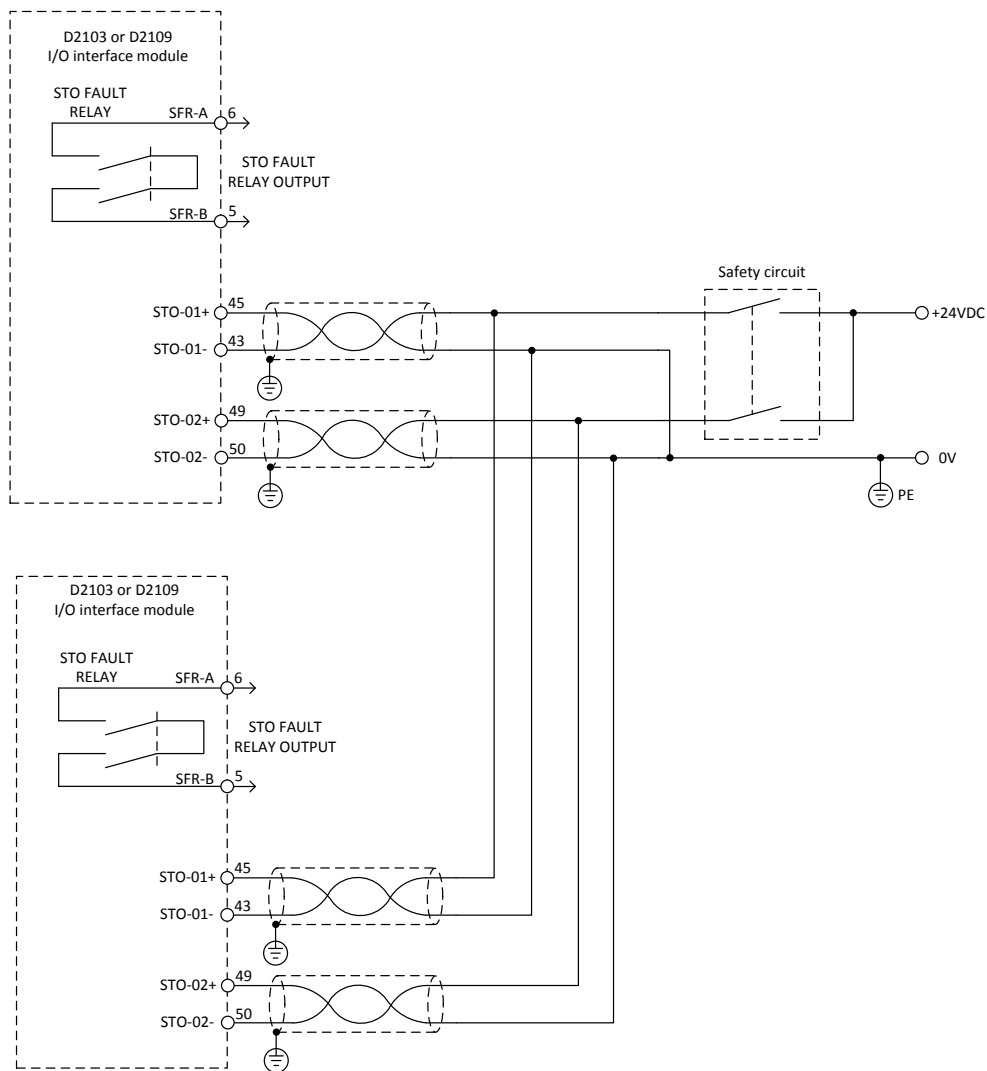 D2103 or D2109
I/O interface module
STO FAULT
RELAY
SFR-A
6
STO FAULT
RELAY OUTPUT
SFR-B
5
Safety circuit
STO-01+
45
+24VDC
STO-01-
43
STO-02+
49
STO-02-
50
0V
PE
D2103 or D2109
I/O interface module
STO FAULT
RELAY
SFR-A
6
STO FAULT
RELAY OUTPUT
SFR-B
5
STO-01+
45
STO-01-
43
STO-02+
49
STO-02-
50